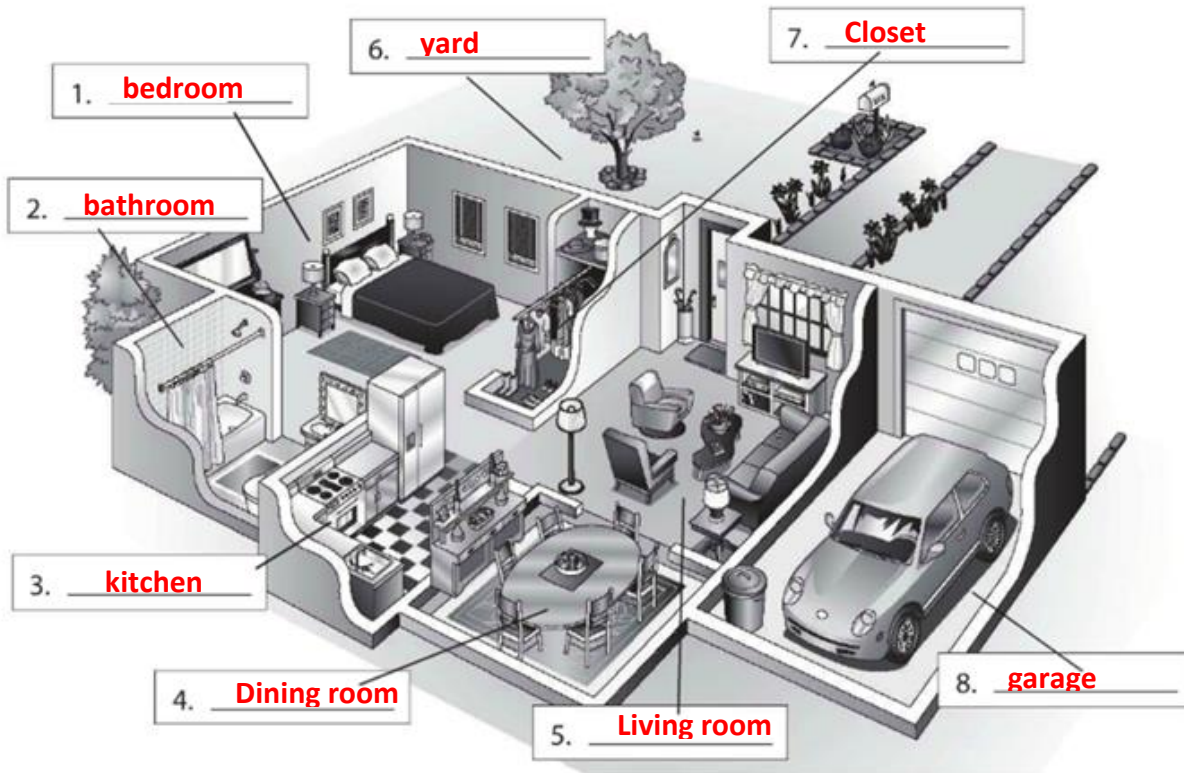 1. bedroom
2. bathroom
3. kitchen
4. Dining room
5. Living room
6. yard
7. Closet
8. garage